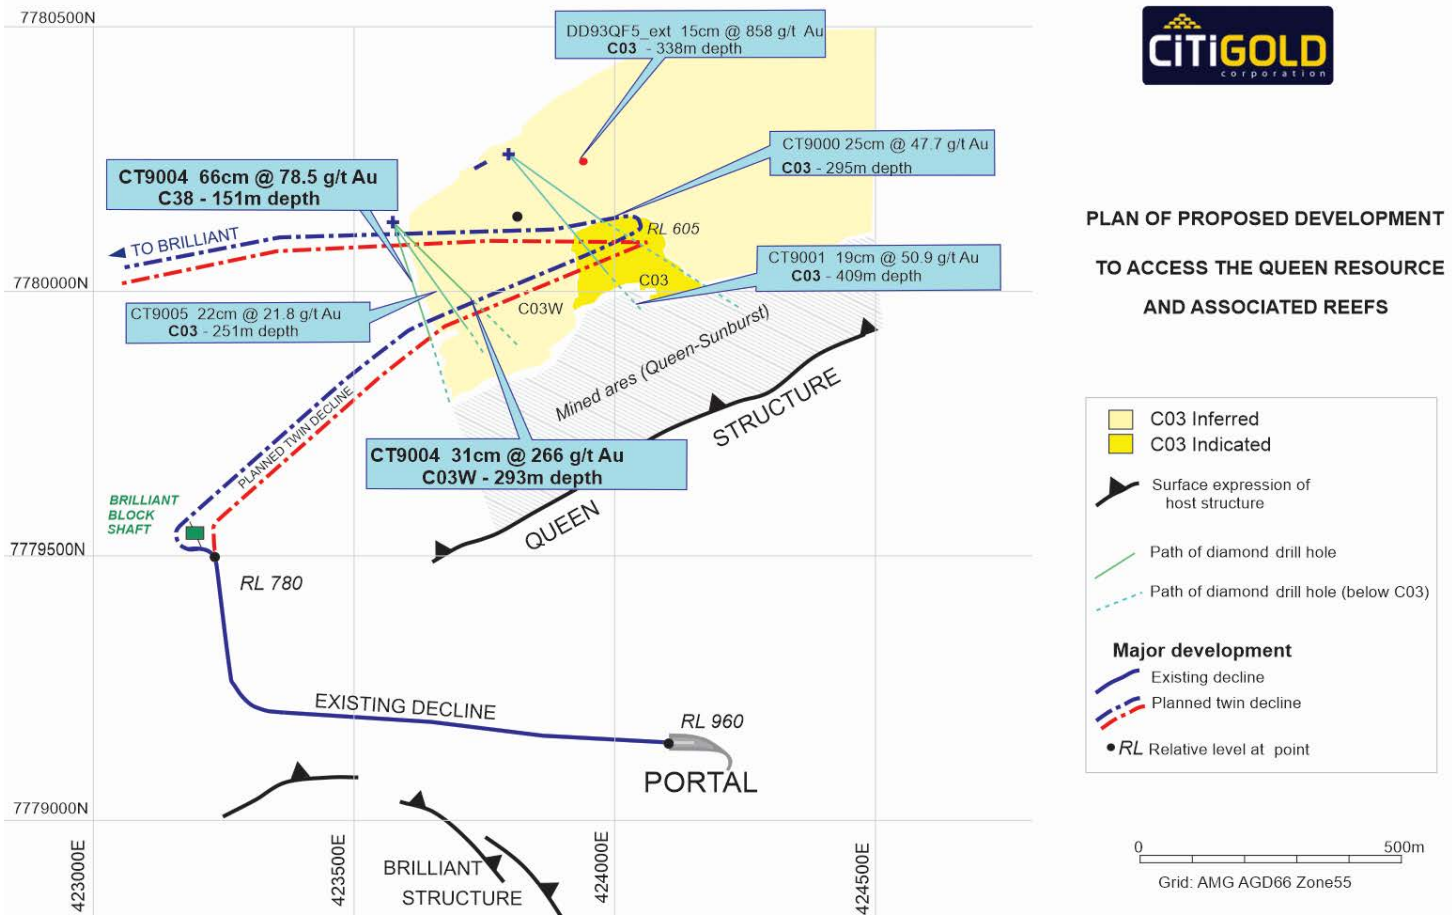 7780500N
DD93QF5_ext 15cm @ 858 g/t Au
C03 - 338m depth
CITIGOLD
corporation
CT9000 25cm @ 47.7 g/t Au
C03 - 295m depth
CT9004 66cm @ 78.5 g/t Au
C38 - 151m depth
PLAN OF PROPOSED DEVELOPMENT
TO ACCESS THE QUEEN RESOURCE
AND ASSOCIATED REEFS
TO BRILLIANT
RL 605
CT9001 19cm @ 50.9 g/t Au
C03 - 409m depth
7780000N
C03
C03W
CT9005 22cm @ 21.8 g/t Au
C03 - 251m depth
Mined ares (Queen-Sunburst)
PLANNED TWIN DECLINE
QUEEN STRUCTURE
CT9004 31cm @ 266 g/t Au
C03W - 293m depth
BRILLIANT
BLOCK
SHAFT
7779500N
RL 780
EXISTING DECLINE
RL 960
PORTAL
7779000N
BRILLIANT
STRUCTURE
423000E
423500E
424000E
424500E
C03 Inferred
C03 Indicated
Surface expression of
host structure
Path of diamond drill hole
Path of diamond drill hole (below C03)
Major development
Existing decline
Planned twin decline
RL Relative level at point
0 500m
Grid: AMG AGD66 Zone55